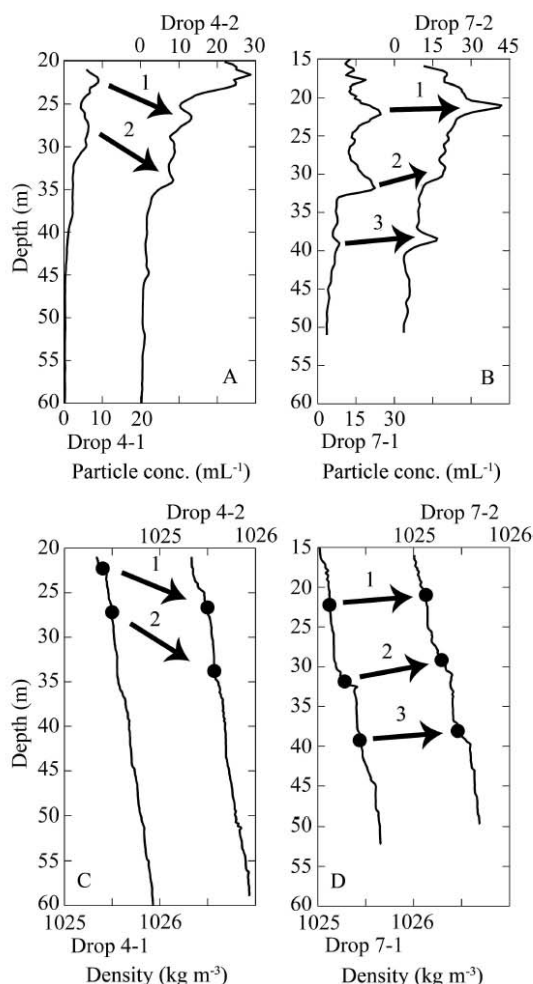 Drop 4-2
0 10 20 30
Drop 7-2
0 15 30 45
20
25
30
35
40
45
50
55
60
Depth (m)
1
2
A
0 10 20
Drop 4-1
Particle conc. (mL⁻¹)
15
20
25
30
35
40
45
50
55
60
1
2
3
B
0 15 30
Drop 7-1
Particle conc. (mL⁻¹)
Drop 4-2
1025 1026
Drop 7-2
1025 1026
20
25
30
35
40
45
50
55
60
Depth (m)
1
2
C
1025 1026
Drop 4-1
Density (kg m⁻³)
15
20
25
30
35
40
45
50
55
60
1
2
3
D
1025 1026
Drop 7-1
Density (kg m⁻³)